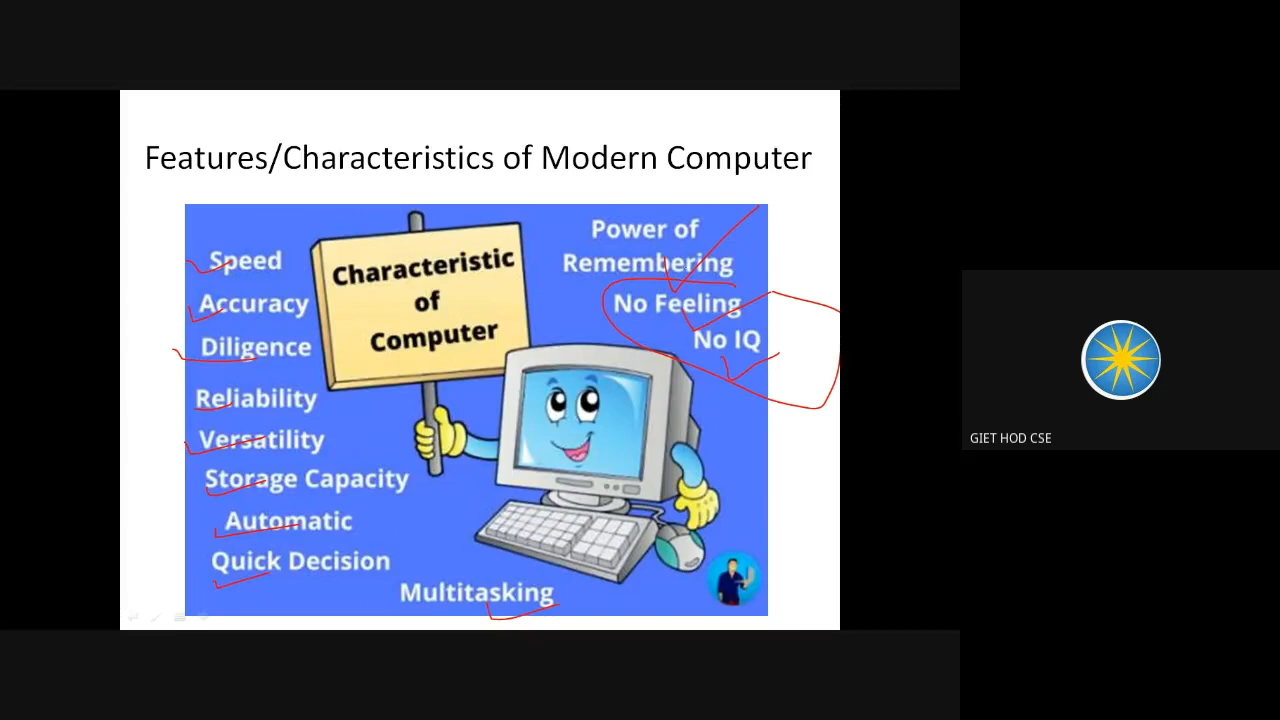 Features/Characteristics of Modern Computer
Speed
Accuracy
Diligence
Reliability
Versatility
Storage Capacity
Automatic
Quick Decision
Multitasking
Characteristic
of
Computer
Power of
Remembering
No Feeling
No IQ
GIET HOD CSE